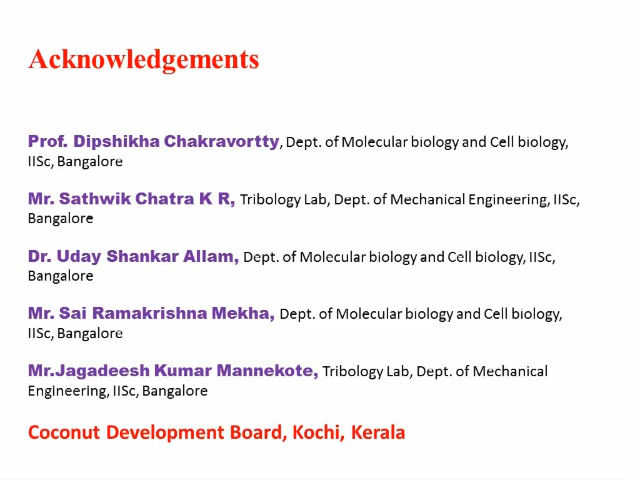 Acknowledgements
Prof. Dipshikha Chakravortty, Dept. of Molecular biology and Cell biology,
IISc, Bangalore
Mr. Sathwik Chatra K R, Tribology Lab, Dept. of Mechanical Engineering, IISc,
Bangalore
Dr. Uday Shankar Allam, Dept. of Molecular biology and Cell biology, IISc,
Bangalore
Mr. Sai Ramakrishna Mekha, Dept. of Molecular biology and Cell biology,
IISc, Bangalore
Mr.Jagadeesh Kumar Mannekote, Tribology Lab, Dept. of Mechanical
Engineering, IISc, Bangalore
Coconut Development Board, Kochi, Kerala